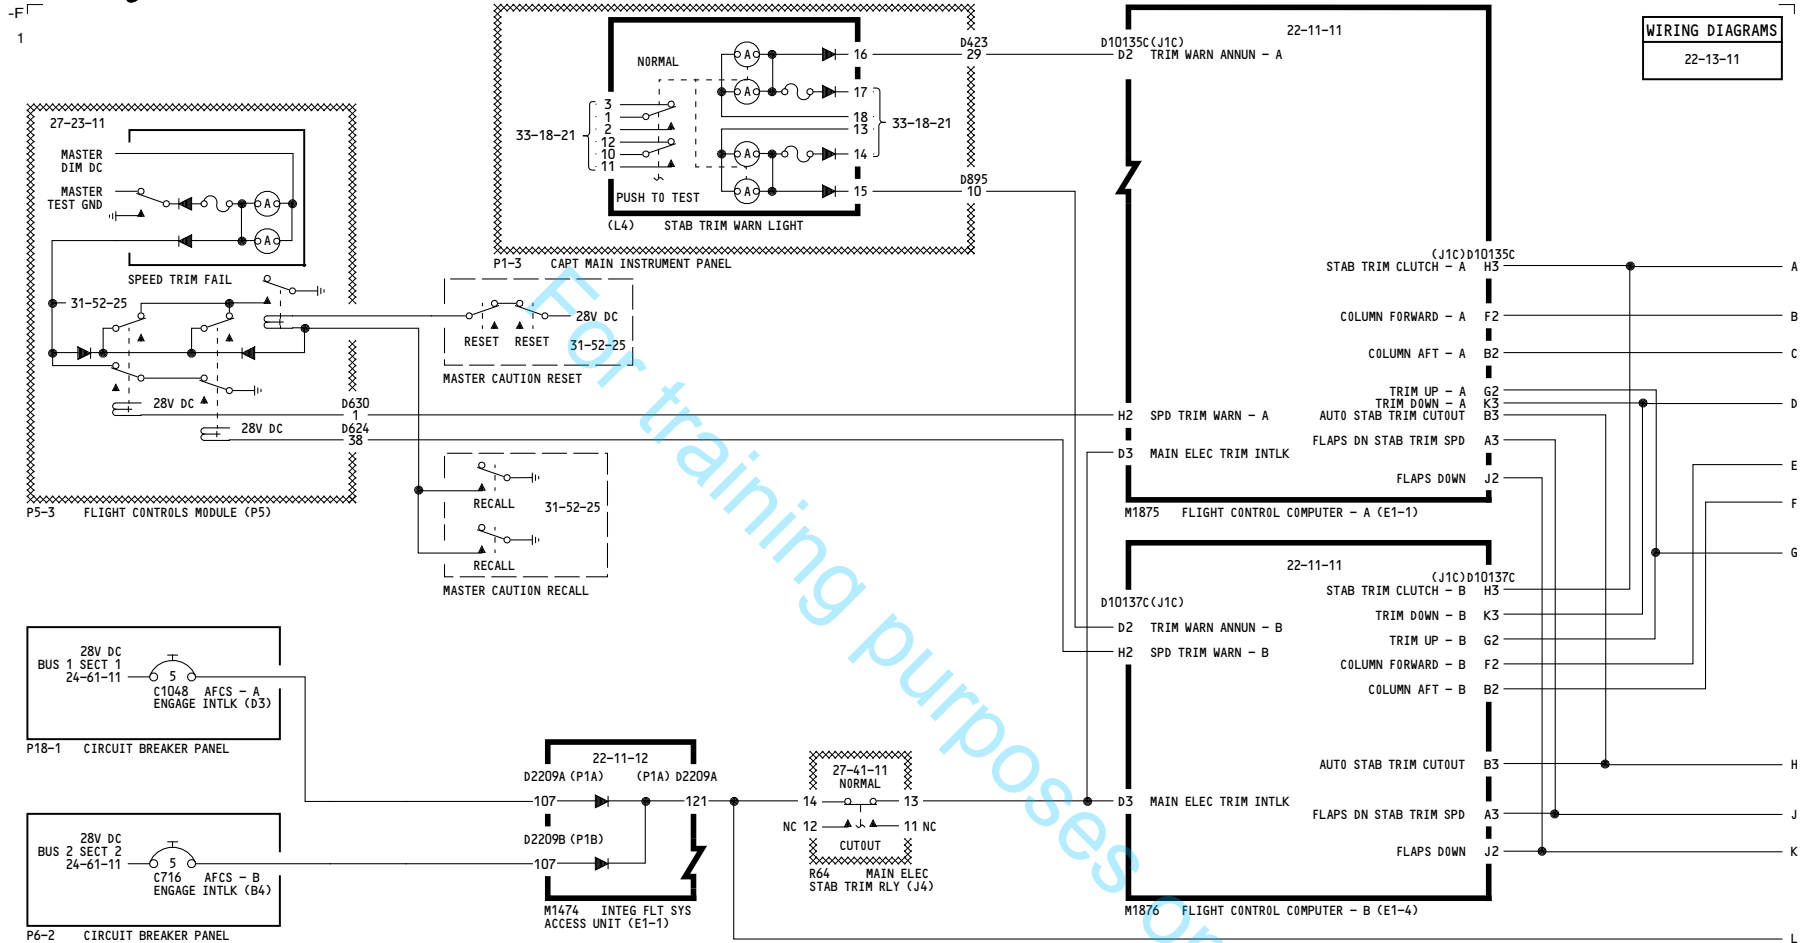 -F
1
WIRING DIAGRAMS
22-13-11
27-23-11
MASTER
DIM DC
MASTER
TEST GND
A
A
SPEED TRIM FAIL
31-52-25
28V DC
28V DC
D630
1
D624
38
P5-3 FLIGHT CONTROLS MODULE (P5)
NORMAL
3
1
2
12
10
11
33-18-21
PUSH TO TEST
A
A
A
A
16
17
18
13
14
15
33-18-21
(L4) STAB TRIM WARN LIGHT
P1-3 CAPT MAIN INSTRUMENT PANEL
D423
29
D895
10
RESET RESET
28V DC
31-52-25
MASTER CAUTION RESET
RECALL
31-52-25
RECALL
MASTER CAUTION RECALL
D10135C(J1C)
D2 TRIM WARN ANNUN - A
22-11-11
(J1C)D10135C
STAB TRIM CLUTCH - A H3
COLUMN FORWARD - A F2
COLUMN AFT - A B2
TRIM UP - A G2
TRIM DOWN - A K3
AUTO STAB TRIM CUTOUT B3
FLAPS DN STAB TRIM SPD A3
FLAPS DOWN J2
H2 SPD TRIM WARN - A
D3 MAIN ELEC TRIM INTLK
M1875 FLIGHT CONTROL COMPUTER - A (E1-1)
22-11-11
(J1C)D10137C
STAB TRIM CLUTCH - B H3
TRIM DOWN - B K3
TRIM UP - B G2
COLUMN FORWARD - B F2
COLUMN AFT - B B2
AUTO STAB TRIM CUTOUT B3
FLAPS DN STAB TRIM SPD A3
FLAPS DOWN J2
D10137C(J1C)
D2 TRIM WARN ANNUN - B
H2 SPD TRIM WARN - B
D3 MAIN ELEC TRIM INTLK
M1876 FLIGHT CONTROL COMPUTER - B (E1-4)
A
B
C
D
E
F
G
H
J
K
L
28V DC
BUS 1 SECT 1
24-61-11
5
C1048 AFCS - A
ENGAGE INTLK (D3)
P18-1 CIRCUIT BREAKER PANEL
28V DC
BUS 2 SECT 2
24-61-11
5
C716 AFCS - B
ENGAGE INTLK (B4)
P6-2 CIRCUIT BREAKER PANEL
22-11-12
D2209A (P1A) (P1A) D2209A
107
121
D2209B (P1B)
107
M1474 INTEG FLT SYS
ACCESS UNIT (E1-1)
27-41-11
NORMAL
14
13
NC 12
11 NC
CUTOUT
R64 MAIN ELEC
STAB TRIM RLY (J4)
For training purposes